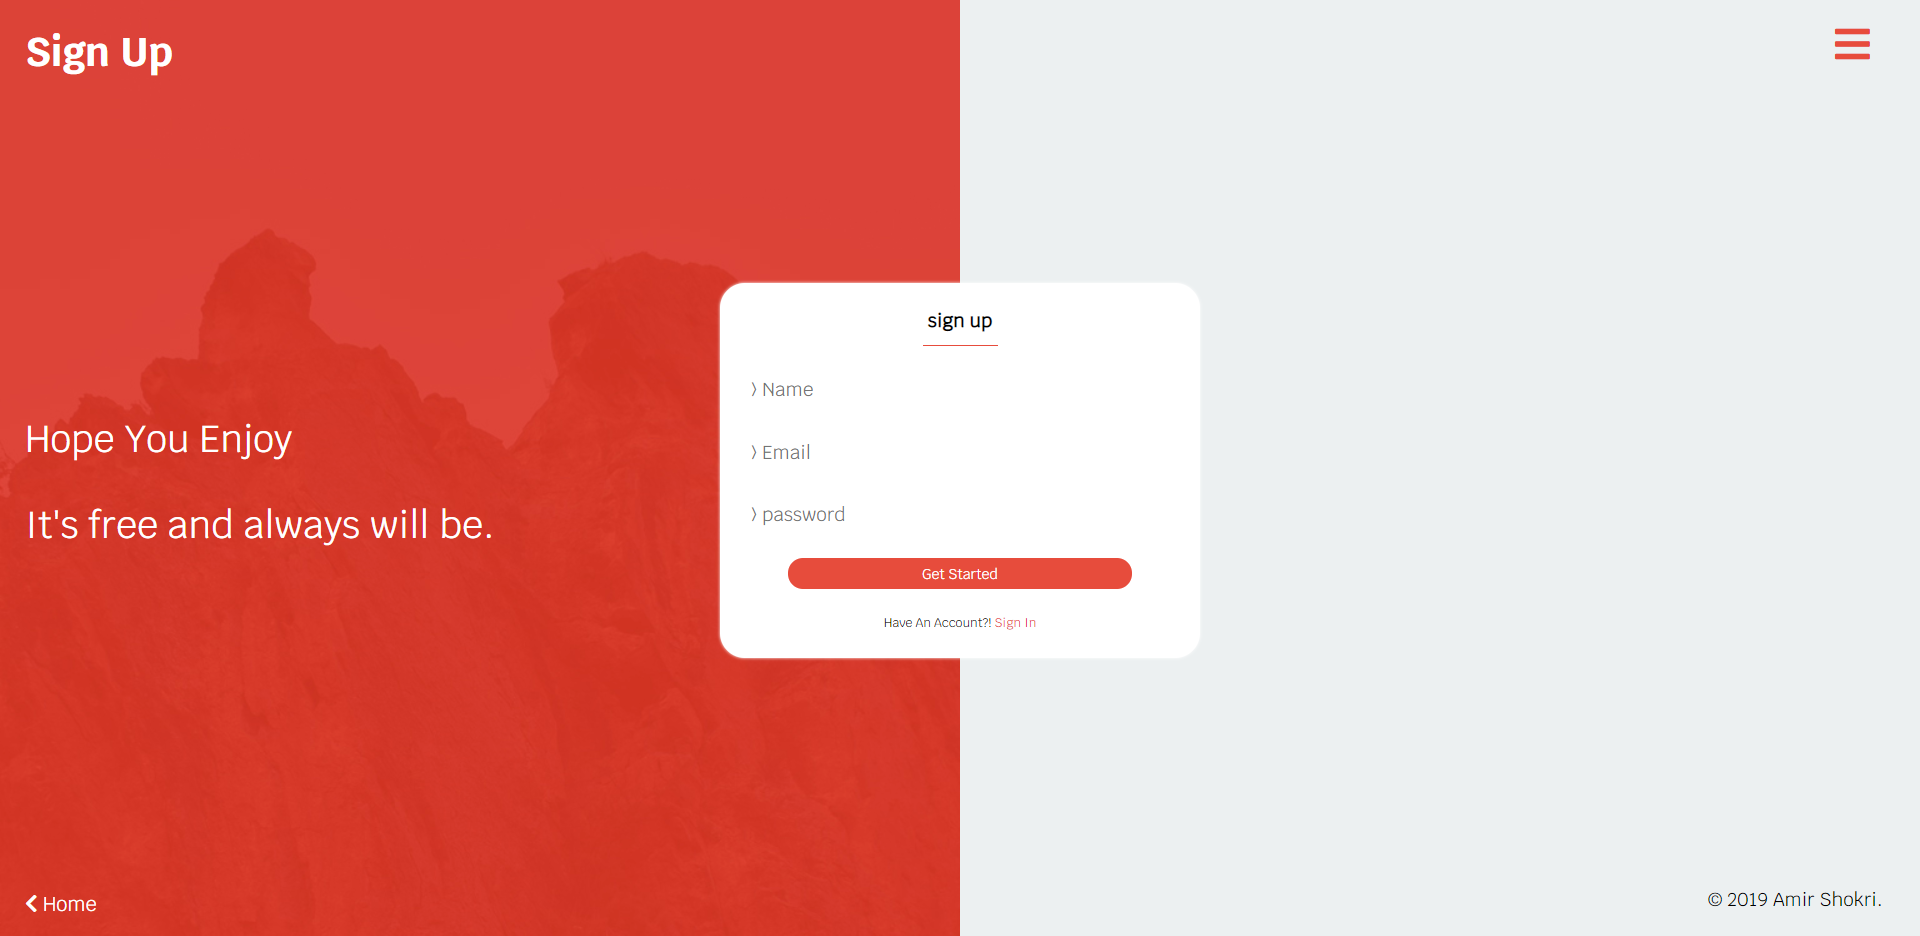 Sign Up
Hope You Enjoy
It's free and always will be.
sign up
⟩ Name
⟩ Email
⟩ password
Get Started
Have An Account?! Sign In
Home
© 2019 Amir Shokri.